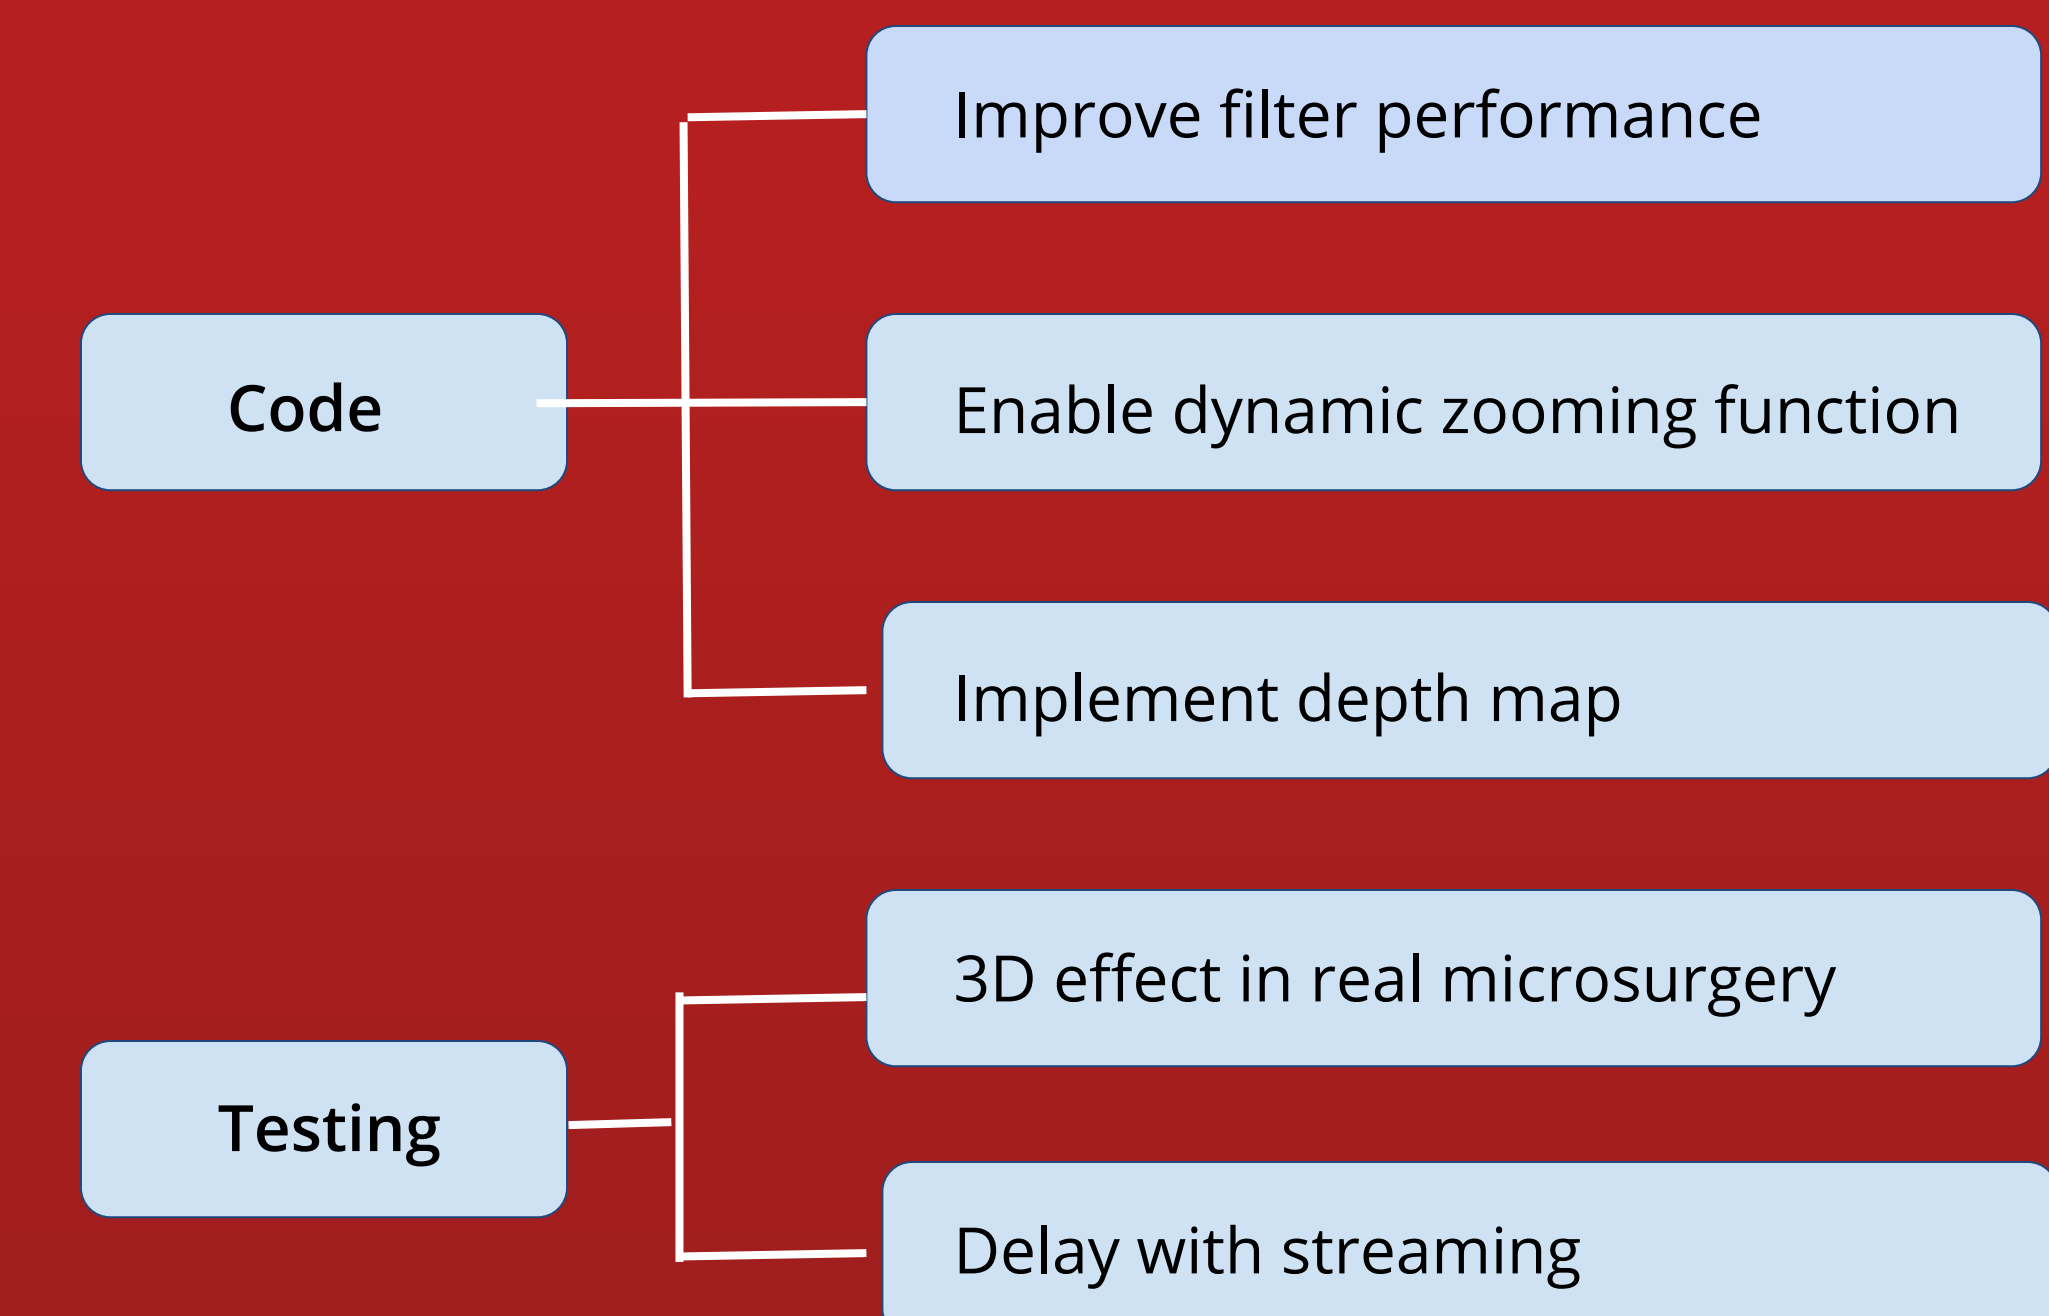 Improve filter performance
Code
Enable dynamic zooming function
Implement depth map
3D effect in real microsurgery
Testing
Delay with streaming